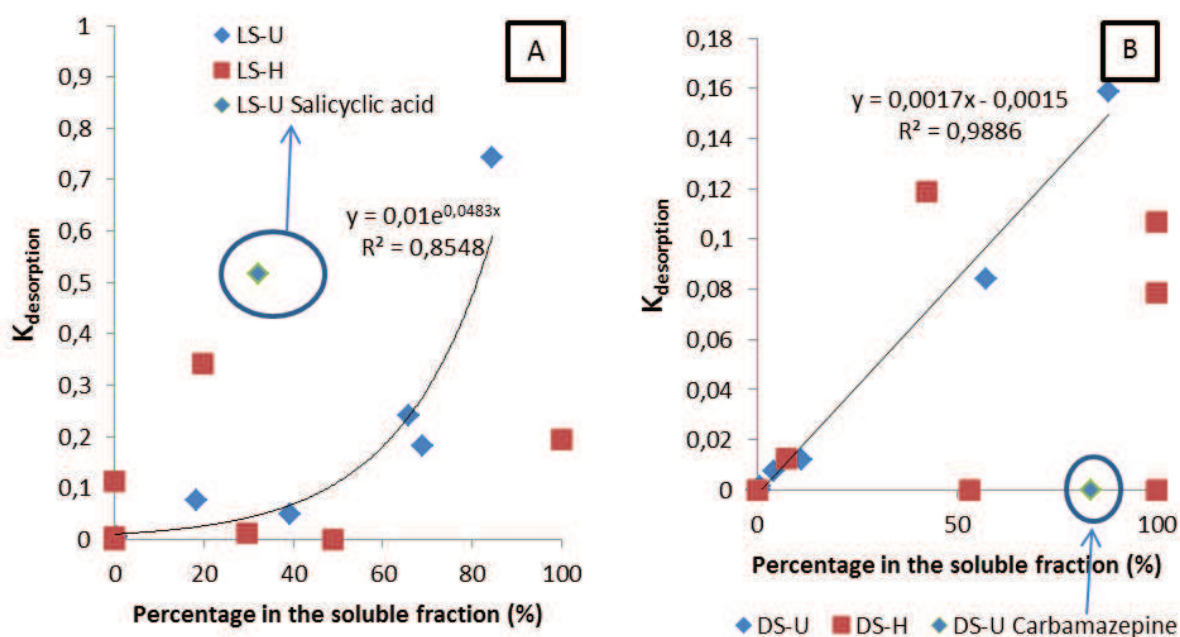 A
LS-U
LS-H
LS-U Salicyclic acid
y = 0,01e^0,0483x
R² = 0,8548
Kdesorption
1
0,9
0,8
0,7
0,6
0,5
0,4
0,3
0,2
0,1
0
0 20 40 60 80 100
Percentage in the soluble fraction (%)
B
y = 0,0017x - 0,0015
R² = 0,9886
Kdesorption
0,18
0,16
0,14
0,12
0,1
0,08
0,06
0,04
0,02
0
0 50 100
Percentage in the soluble fraction (%)
DS-U DS-H DS-U Carbamazepine